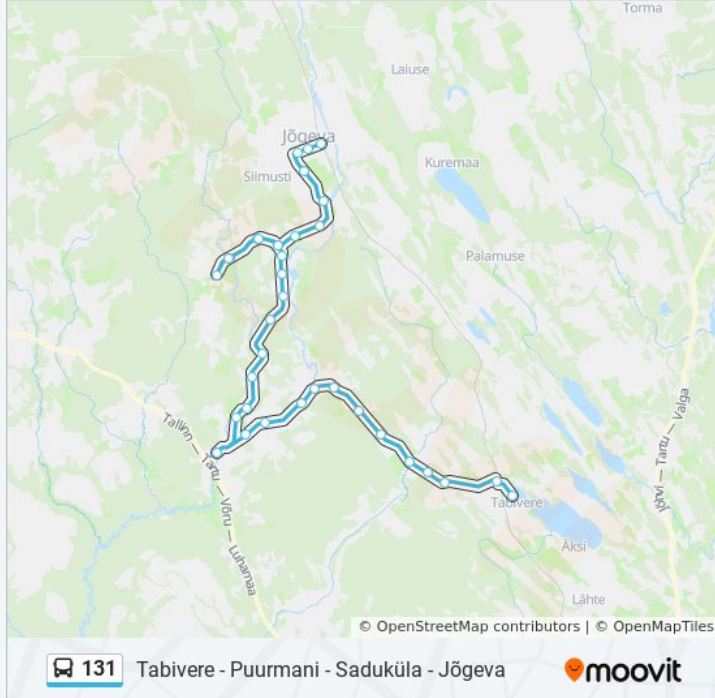 Torma
Laiuse
Jõgeva
Kuremaa
Siimusti
Palamuse
Tallinn — Tartu — Võru — Luhamaa
Jõhvi — Tartu — Valga
Tabivere
Äksi
Lähte
© OpenStreetMap contributors | © OpenMapTiles
131 Tabivere - Puurmani - Saduküla - Jõgeva
moovit